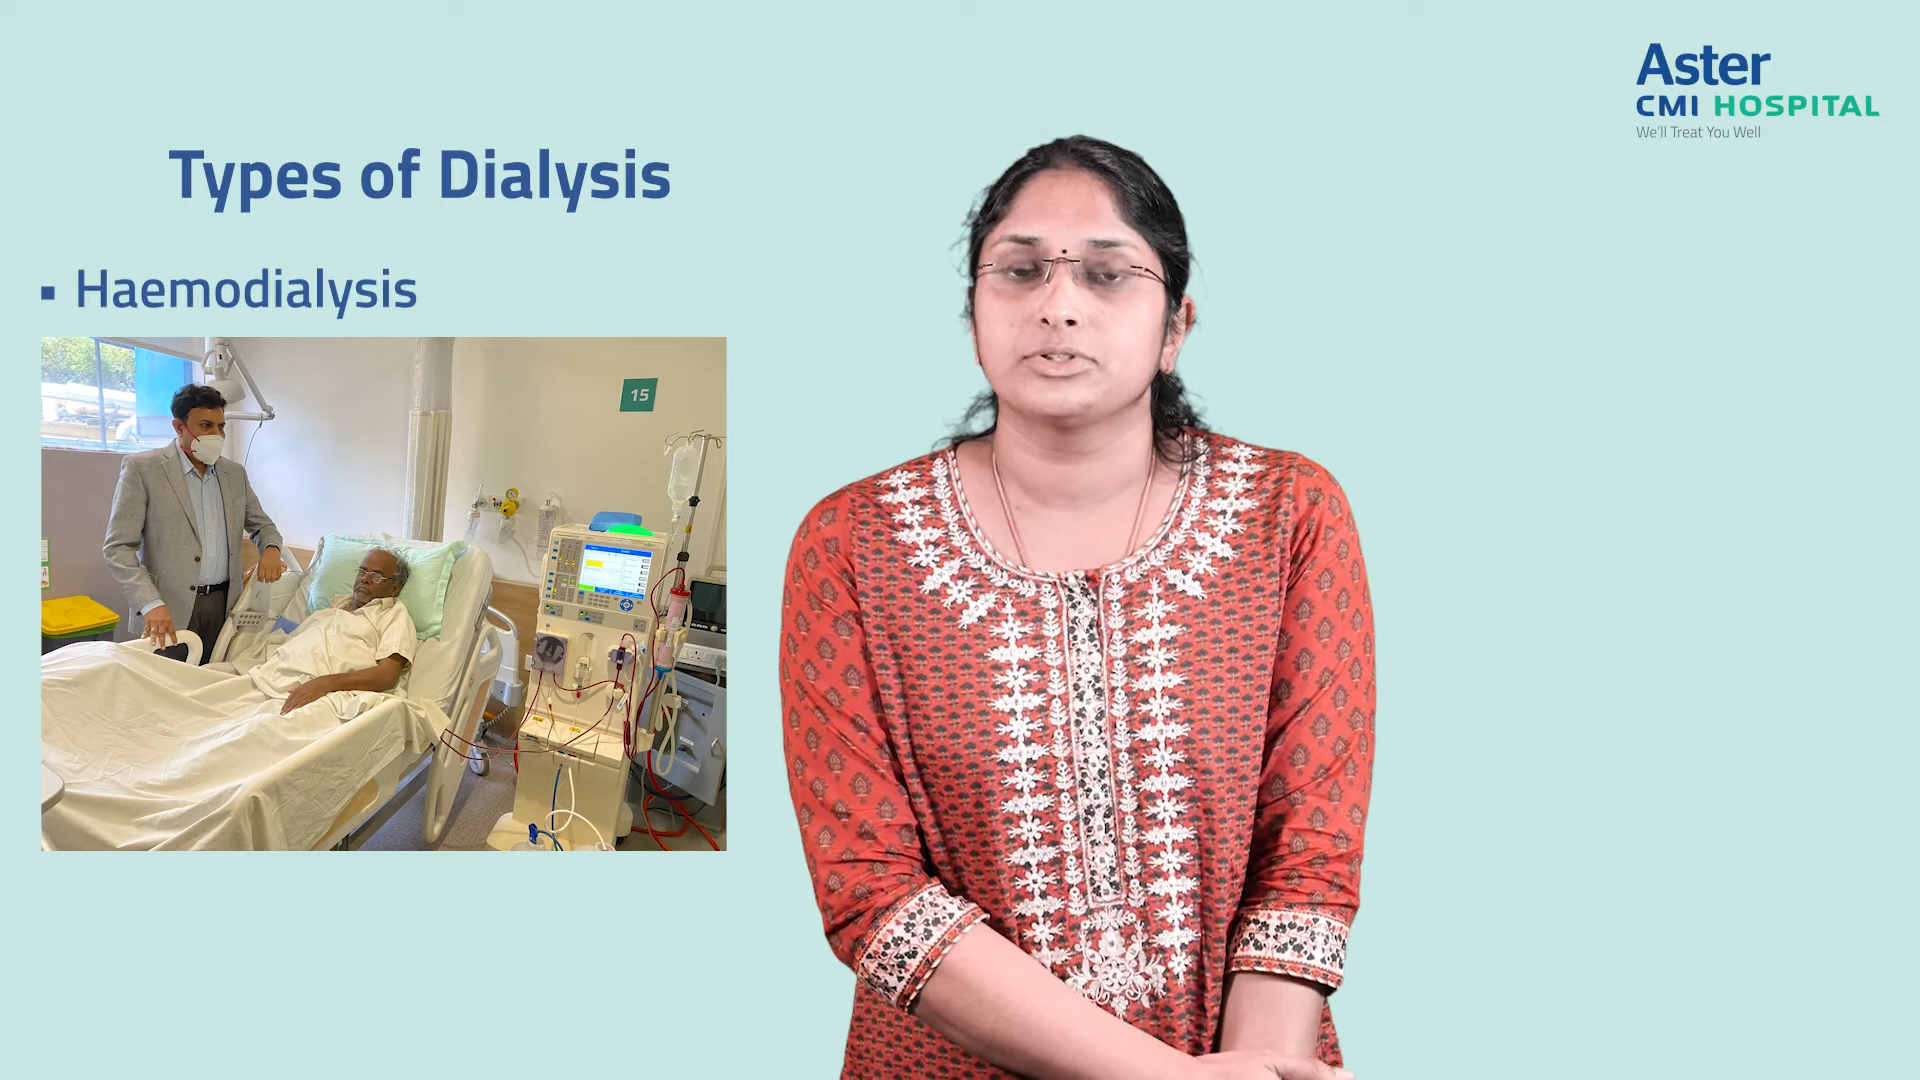 Aster
CMI HOSPITAL
We'll Treat You Well
Types of Dialysis
▪ Haemodialysis
15